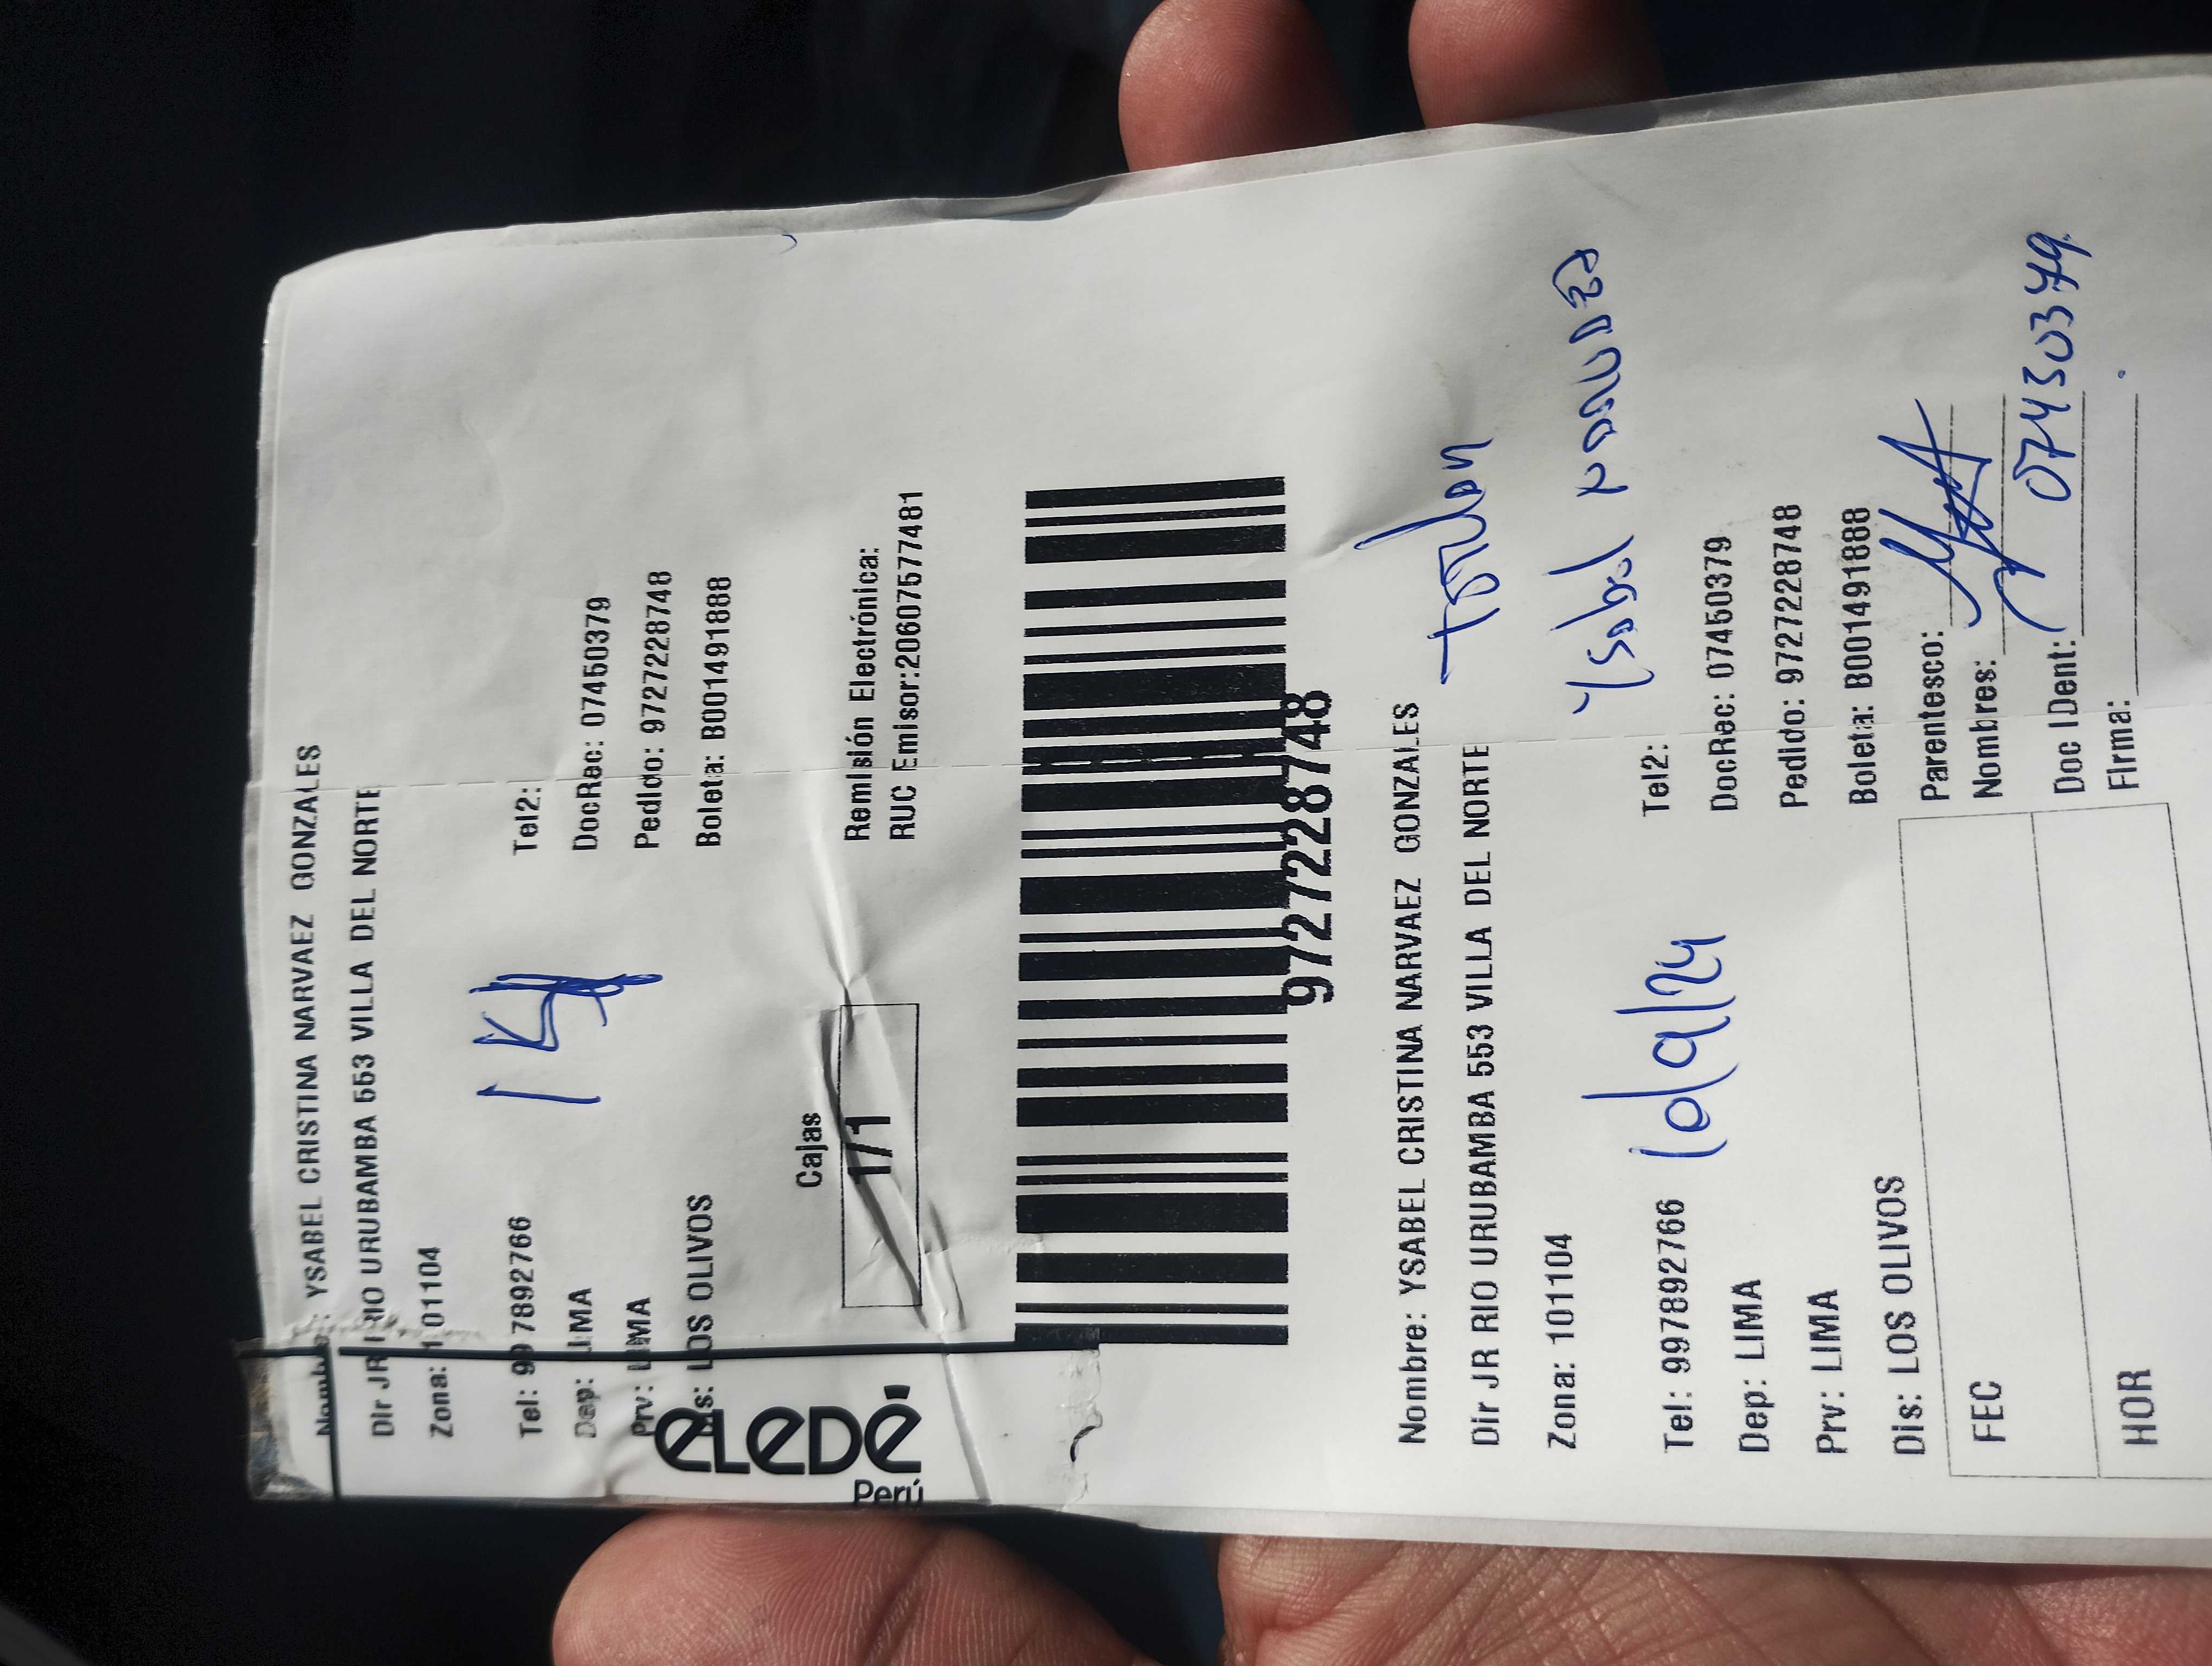 Nombre: YSABEL CRISTINA NARVAEZ GONZALES
Dir JR RIO URUBAMBA 553 VILLA DEL NORTE
Zona: 101104
Tel: 997892766 Tel2:
Dep: LIMA DocRec: 07450379
Prv: LIMA Pedido: 9727228748
Dis: LOS OLIVOS Boleta: B001491888
Cajas
1/1
Remisión Electrónica:
RUC Emisor:20607577481
eLeDé
Perú
9727228748
Nombre: YSABEL CRISTINA NARVAEZ GONZALES
Dir JR RIO URUBAMBA 553 VILLA DEL NORTE
Zona: 101104
Ysabel Narvaez
Tel: 997892766 Tel2:
Dep: LIMA DocRec: 07450379
Prv: LIMA Pedido: 9727228748
Dis: LOS OLIVOS Boleta: B001491888
FEC Parentesco:
Nombres:
HOR Doc IDent: 07450379
Firma: